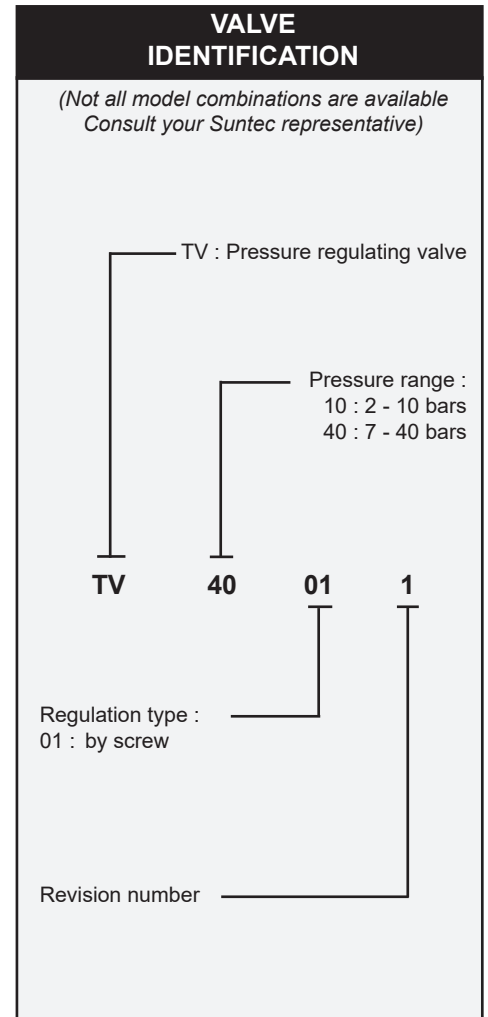 VALVE
IDENTIFICATION
(Not all model combinations are available
Consult your Suntec representative)
TV : Pressure regulating valve
Pressure range :
10 : 2 - 10 bars
40 : 7 - 40 bars
TV 40 01 1
Regulation type :
01 : by screw
Revision number